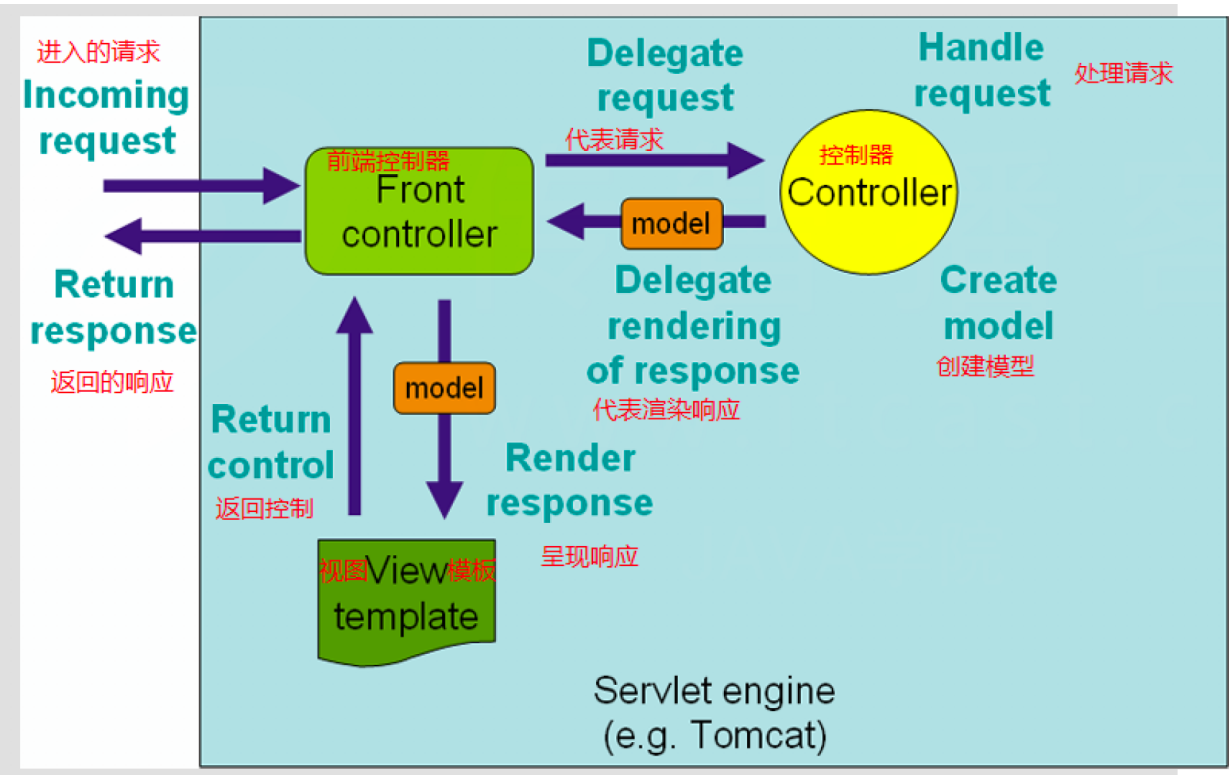 进入的请求
Incoming
request
Delegate
request
代表请求
Handle
request
处理请求
前端控制器
Front
controller
控制器
Controller
model
Return
response
返回的响应
Delegate
rendering
of response
代表渲染响应
Create
model
创建模型
model
Return
control
返回控制
Render
response
呈现响应
视图View模板
template
Servlet engine
(e.g. Tomcat)